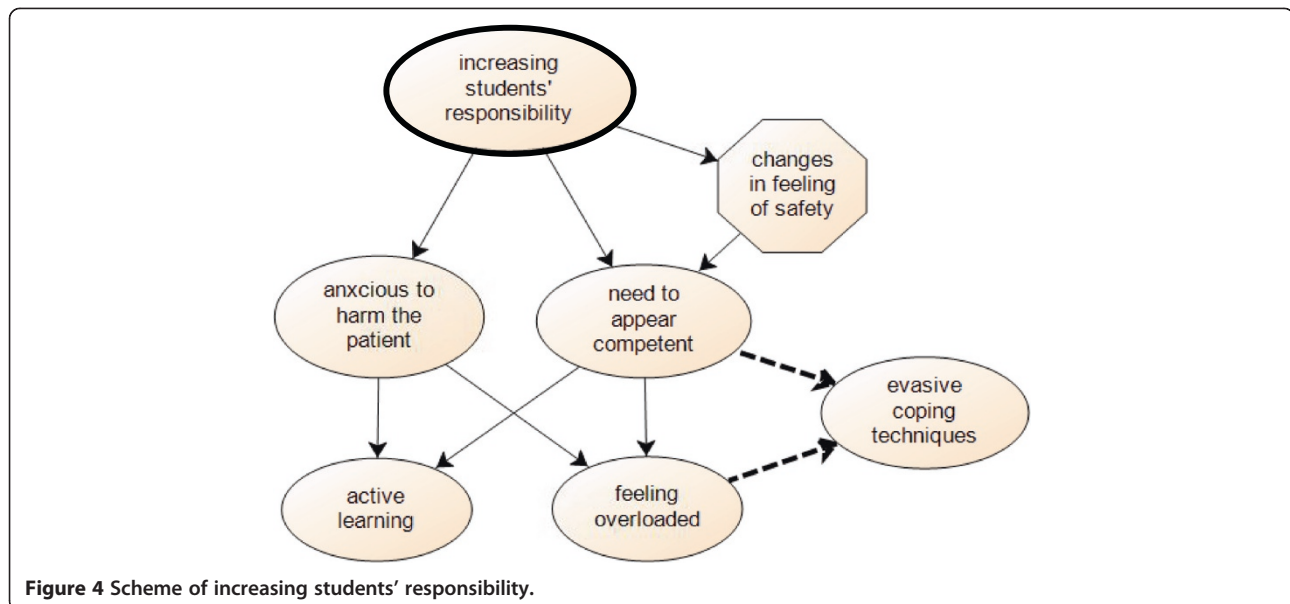 increasing
students'
responsibility
changes
in feeling
of safety
anxcious to
harm the
patient
need to
appear
competent
evasive
coping
techniques
active
learning
feeling
overloaded
Figure 4 Scheme of increasing students’ responsibility.